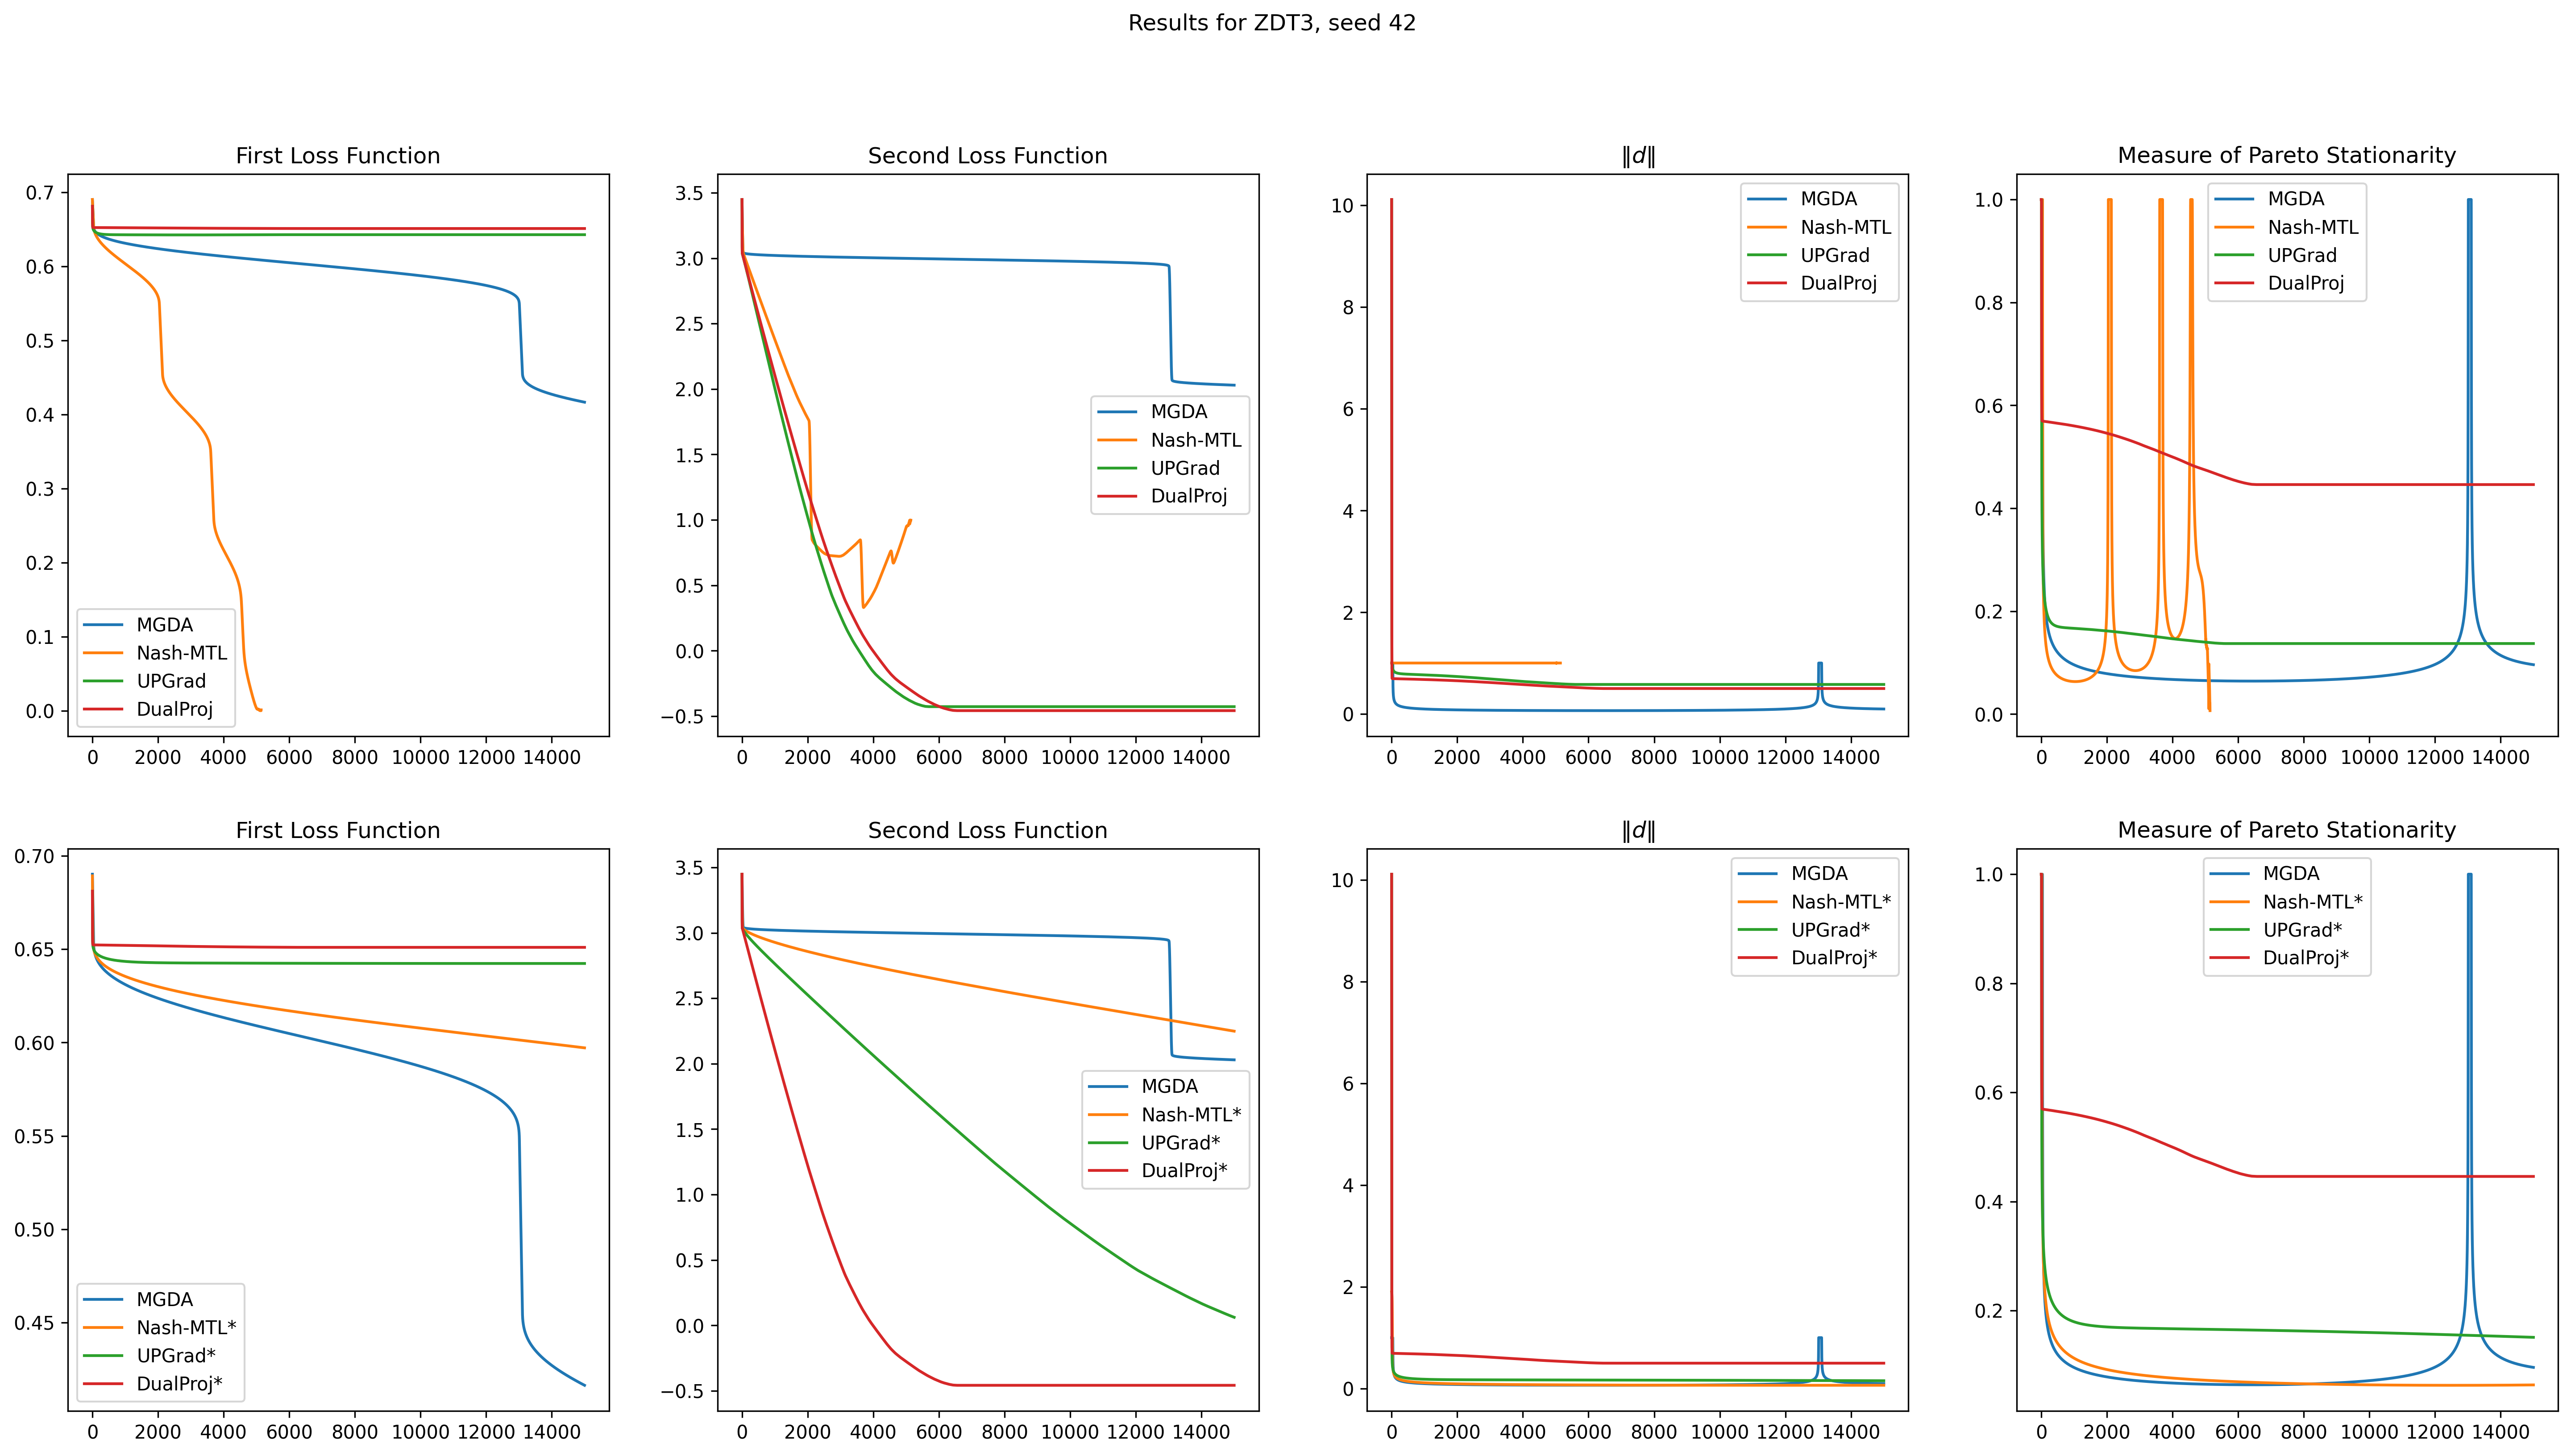 Results for ZDT3, seed 42
First Loss Function
0.7
0.6
0.5
0.4
0.3
0.2
0.1
0.0
MGDA
Nash-MTL
UPGrad
DualProj
0 2000 4000 6000 8000 10000 12000 14000
Second Loss Function
3.5
3.0
2.5
2.0
1.5
1.0
0.5
0.0
−0.5
MGDA
Nash-MTL
UPGrad
DualProj
0 2000 4000 6000 8000 10000 12000 14000
‖d‖
10
8
6
4
2
0
MGDA
Nash-MTL
UPGrad
DualProj
0 2000 4000 6000 8000 10000 12000 14000
Measure of Pareto Stationarity
1.0
0.8
0.6
0.4
0.2
0.0
MGDA
Nash-MTL
UPGrad
DualProj
0 2000 4000 6000 8000 10000 12000 14000
First Loss Function
0.70
0.65
0.60
0.55
0.50
0.45
MGDA
Nash-MTL*
UPGrad*
DualProj*
0 2000 4000 6000 8000 10000 12000 14000
Second Loss Function
3.5
3.0
2.5
2.0
1.5
1.0
0.5
0.0
−0.5
MGDA
Nash-MTL*
UPGrad*
DualProj*
0 2000 4000 6000 8000 10000 12000 14000
‖d‖
10
8
6
4
2
0
MGDA
Nash-MTL*
UPGrad*
DualProj*
0 2000 4000 6000 8000 10000 12000 14000
Measure of Pareto Stationarity
1.0
0.8
0.6
0.4
0.2
MGDA
Nash-MTL*
UPGrad*
DualProj*
0 2000 4000 6000 8000 10000 12000 14000